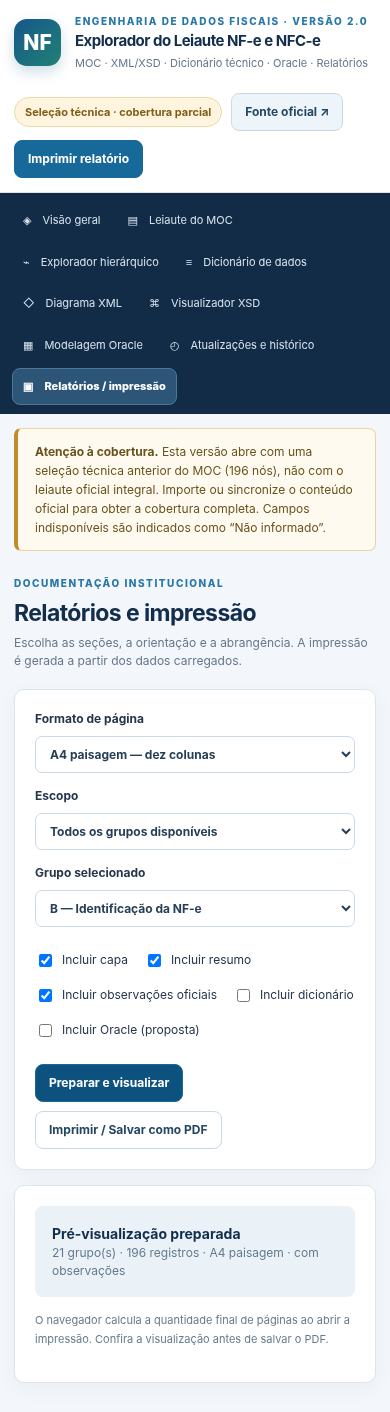 NF
ENGENHARIA DE DADOS FISCAIS · VERSÃO 2.0
Explorador do Leiaute NF-e e NFC-e
MOC · XML/XSD · Dicionário técnico · Oracle · Relatórios
Seleção técnica · cobertura parcial
Fonte oficial ↗
Imprimir relatório
◈ Visão geral
▤ Leiaute do MOC
⌁ Explorador hierárquico
≡ Dicionário de dados
◇ Diagrama XML
⌘ Visualizador XSD
▦ Modelagem Oracle
◴ Atualizações e histórico
▣ Relatórios / impressão
Atenção à cobertura. Esta versão abre com uma
seleção técnica anterior do MOC (196 nós), não com o
leiaute oficial integral. Importe ou sincronize o conteúdo
oficial para obter a cobertura completa. Campos
indisponíveis são indicados como “Não informado”.
DOCUMENTAÇÃO INSTITUCIONAL
Relatórios e impressão
Escolha as seções, a orientação e a abrangência. A impressão
é gerada a partir dos dados carregados.
Formato de página
A4 paisagem — dez colunas
Escopo
Todos os grupos disponíveis
Grupo selecionado
B — Identificação da NF-e
Incluir capa
Incluir resumo
Incluir observações oficiais
Incluir dicionário
Incluir Oracle (proposta)
Preparar e visualizar
Imprimir / Salvar como PDF
Pré-visualização preparada
21 grupo(s) · 196 registros · A4 paisagem · com
observações
O navegador calcula a quantidade final de páginas ao abrir a
impressão. Confira a visualização antes de salvar o PDF.